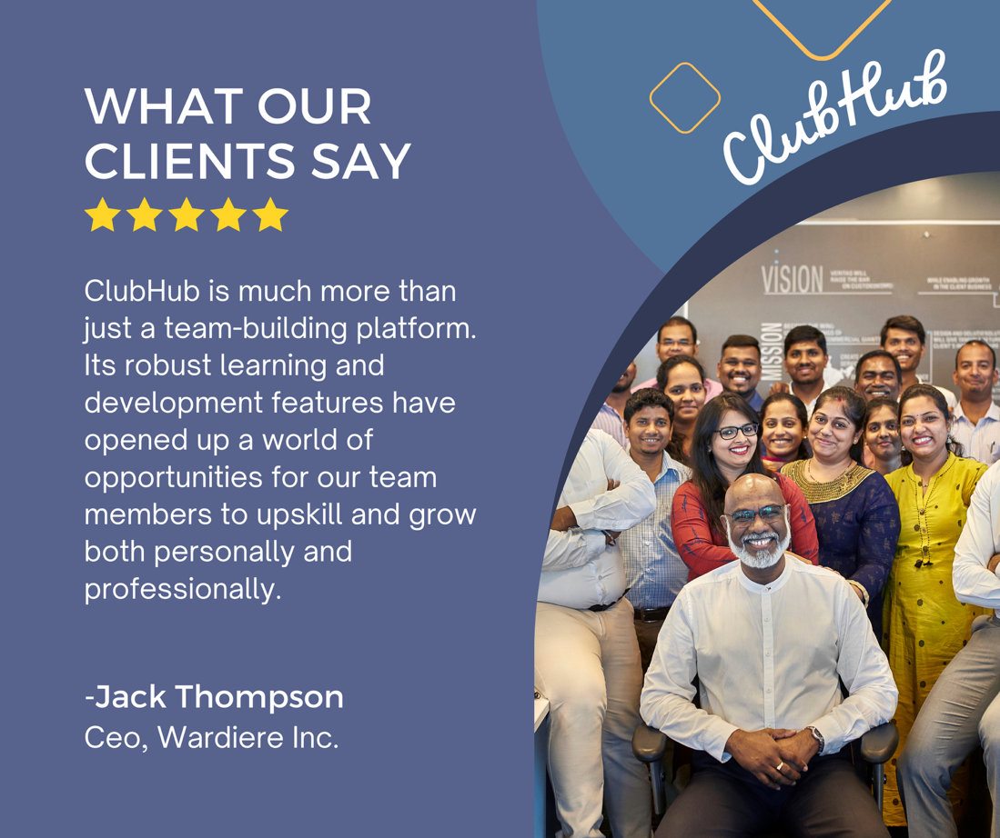 WHAT OUR
CLIENTS SAY
ClubHub
ClubHub is much more than
just a team-building platform.
Its robust learning and
development features have
opened up a world of
opportunities for our team
members to upskill and grow
both personally and
professionally.
-Jack Thompson
Ceo, Wardiere Inc.
VISION
MISSION